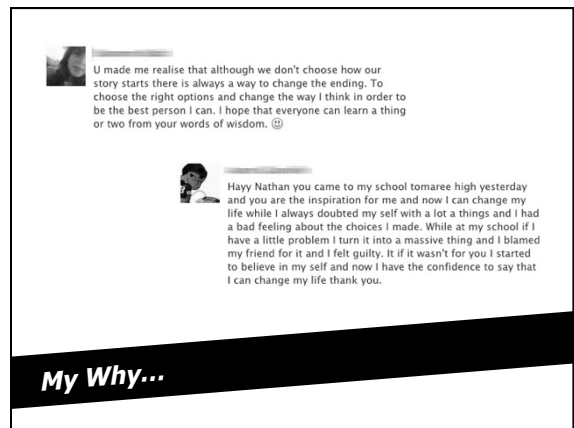 U made me realise that although we don't choose how our
story starts there is always a way to change the ending. To
choose the right options and change the way I think in order to
be the best person I can. I hope that everyone can learn a thing
or two from your words of wisdom. 
Hayy Nathan you came to my school tomaree high yesterday
and you are the inspiration for me and now I can change my
life while I always doubted my self with a lot a things and I had
a bad feeling about the choices I made. While at my school if I
have a little problem I turn it into a massive thing and I blamed
my friend for it and I felt guilty. It if it wasn't for you I started
to believe in my self and now I have the confidence to say that
I can change my life thank you.
My Why...